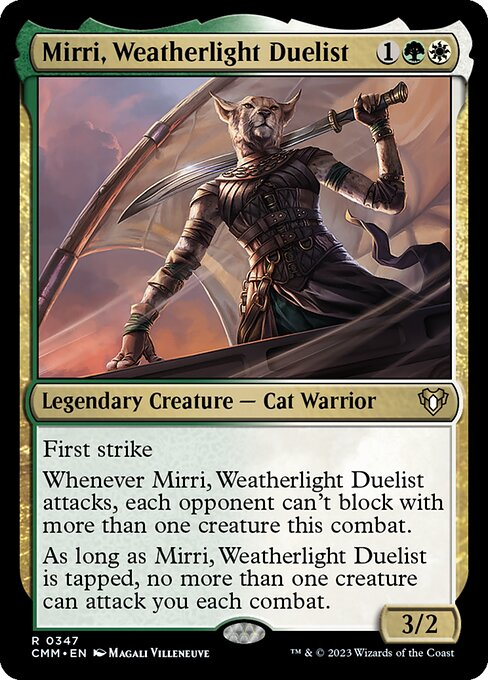 Mirri, Weatherlight Duelist 1
Legendary Creature — Cat Warrior
First strike
Whenever Mirri, Weatherlight Duelist
attacks, each opponent can't block with
more than one creature this combat.
As long as Mirri, Weatherlight Duelist
is tapped, no more than one creature
can attack you each combat.
3/2
R 0347
CMM • EN Magali Villeneuve
™ & © 2023 Wizards of the Coast